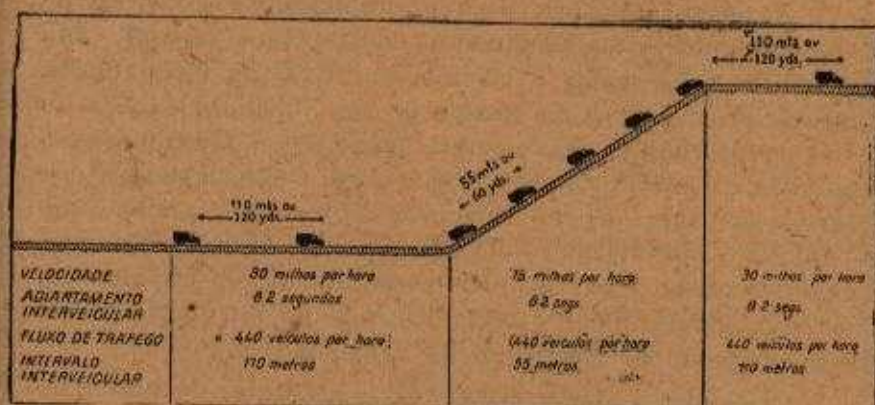 110 mts ou
120 yds.
55 mts ou
60 yds.
110 mts ou
120 yds.
VELOCIDADE 30 milhas por hora 15 milhas por hora 30 milhas por hora
ADIANTAMENTO INTERVEICULAR 8.2 segundos 8.2 segs 8.2 segs
FLUXO DE TRAFEGO 440 veículos por hora 440 veículos por hora 440 veículos por hora
INTERVALO INTERVEICULAR 110 metros 55 metros 110 metros